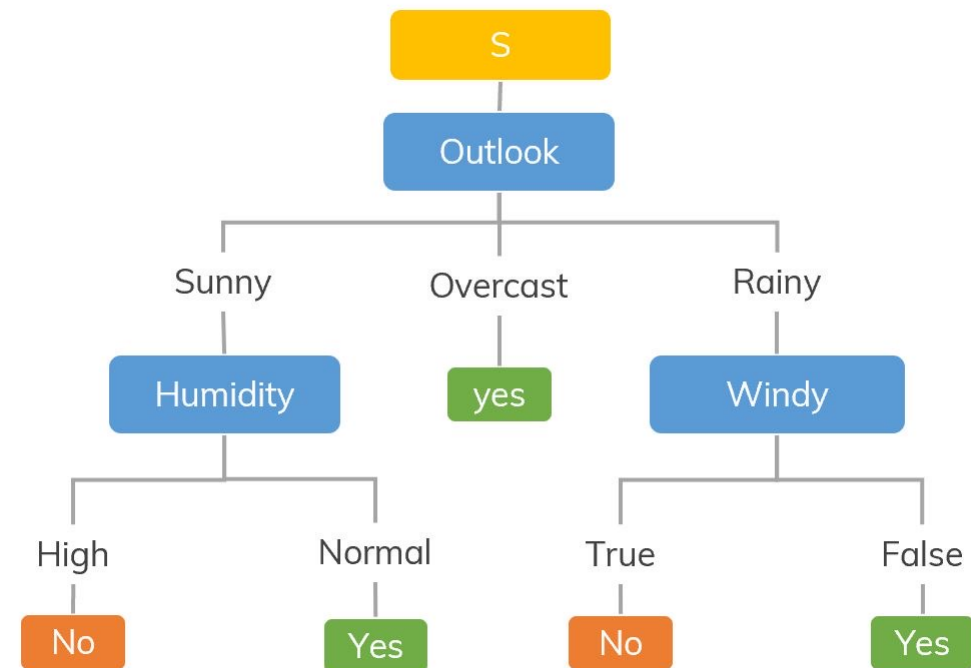 S
Outlook
Sunny
Overcast
Rainy
Humidity
yes
Windy
High
Normal
True
False
No
Yes
No
Yes